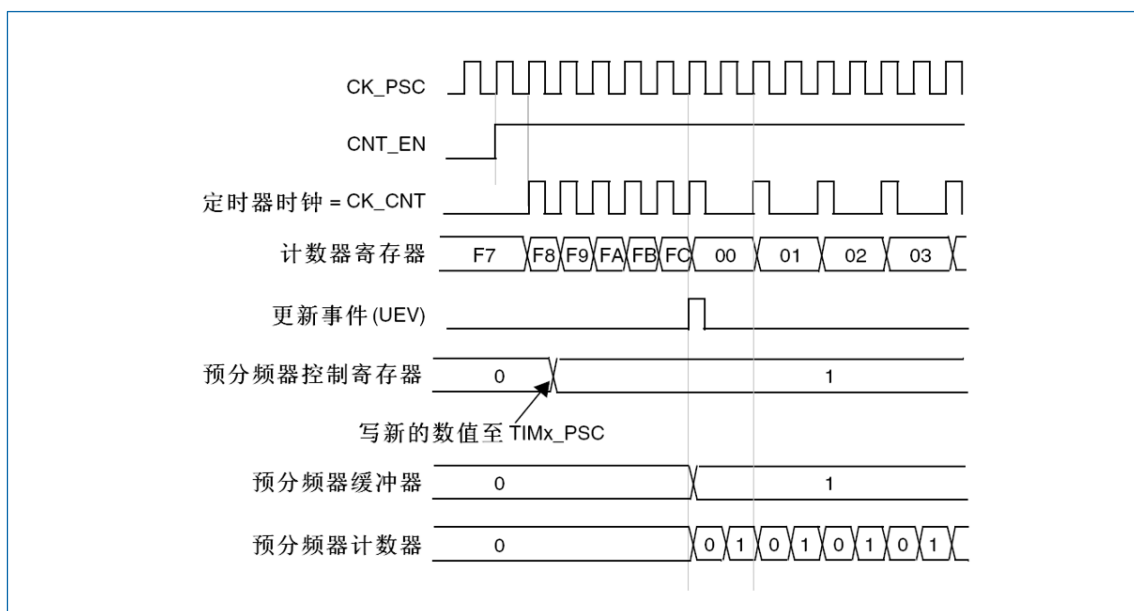 CK_PSC
CNT_EN
定时器时钟 = CK_CNT
计数器寄存器 F7 F8 F9 FA FB FC 00 01 02 03
更新事件(UEV)
预分频器控制寄存器 0 1
写新的数值至 TIMx_PSC
预分频器缓冲器 0 1
预分频器计数器 0 0 1 0 1 0 1 0 1